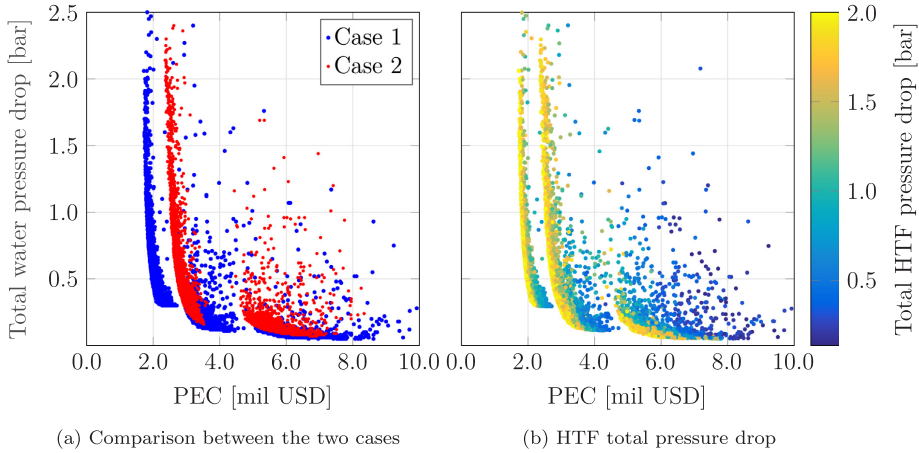 2.5
2.0
1.5
1.0
0.5
0.0
2.0
4.0
6.0
8.0
10.0
Total water pressure drop [bar]
PEC [mil USD]
Case 1
Case 2
(a) Comparison between the two cases
0.0
2.0
4.0
6.0
8.0
10.0
PEC [mil USD]
2.0
1.5
1.0
0.5
Total HTF pressure drop [bar]
(b) HTF total pressure drop